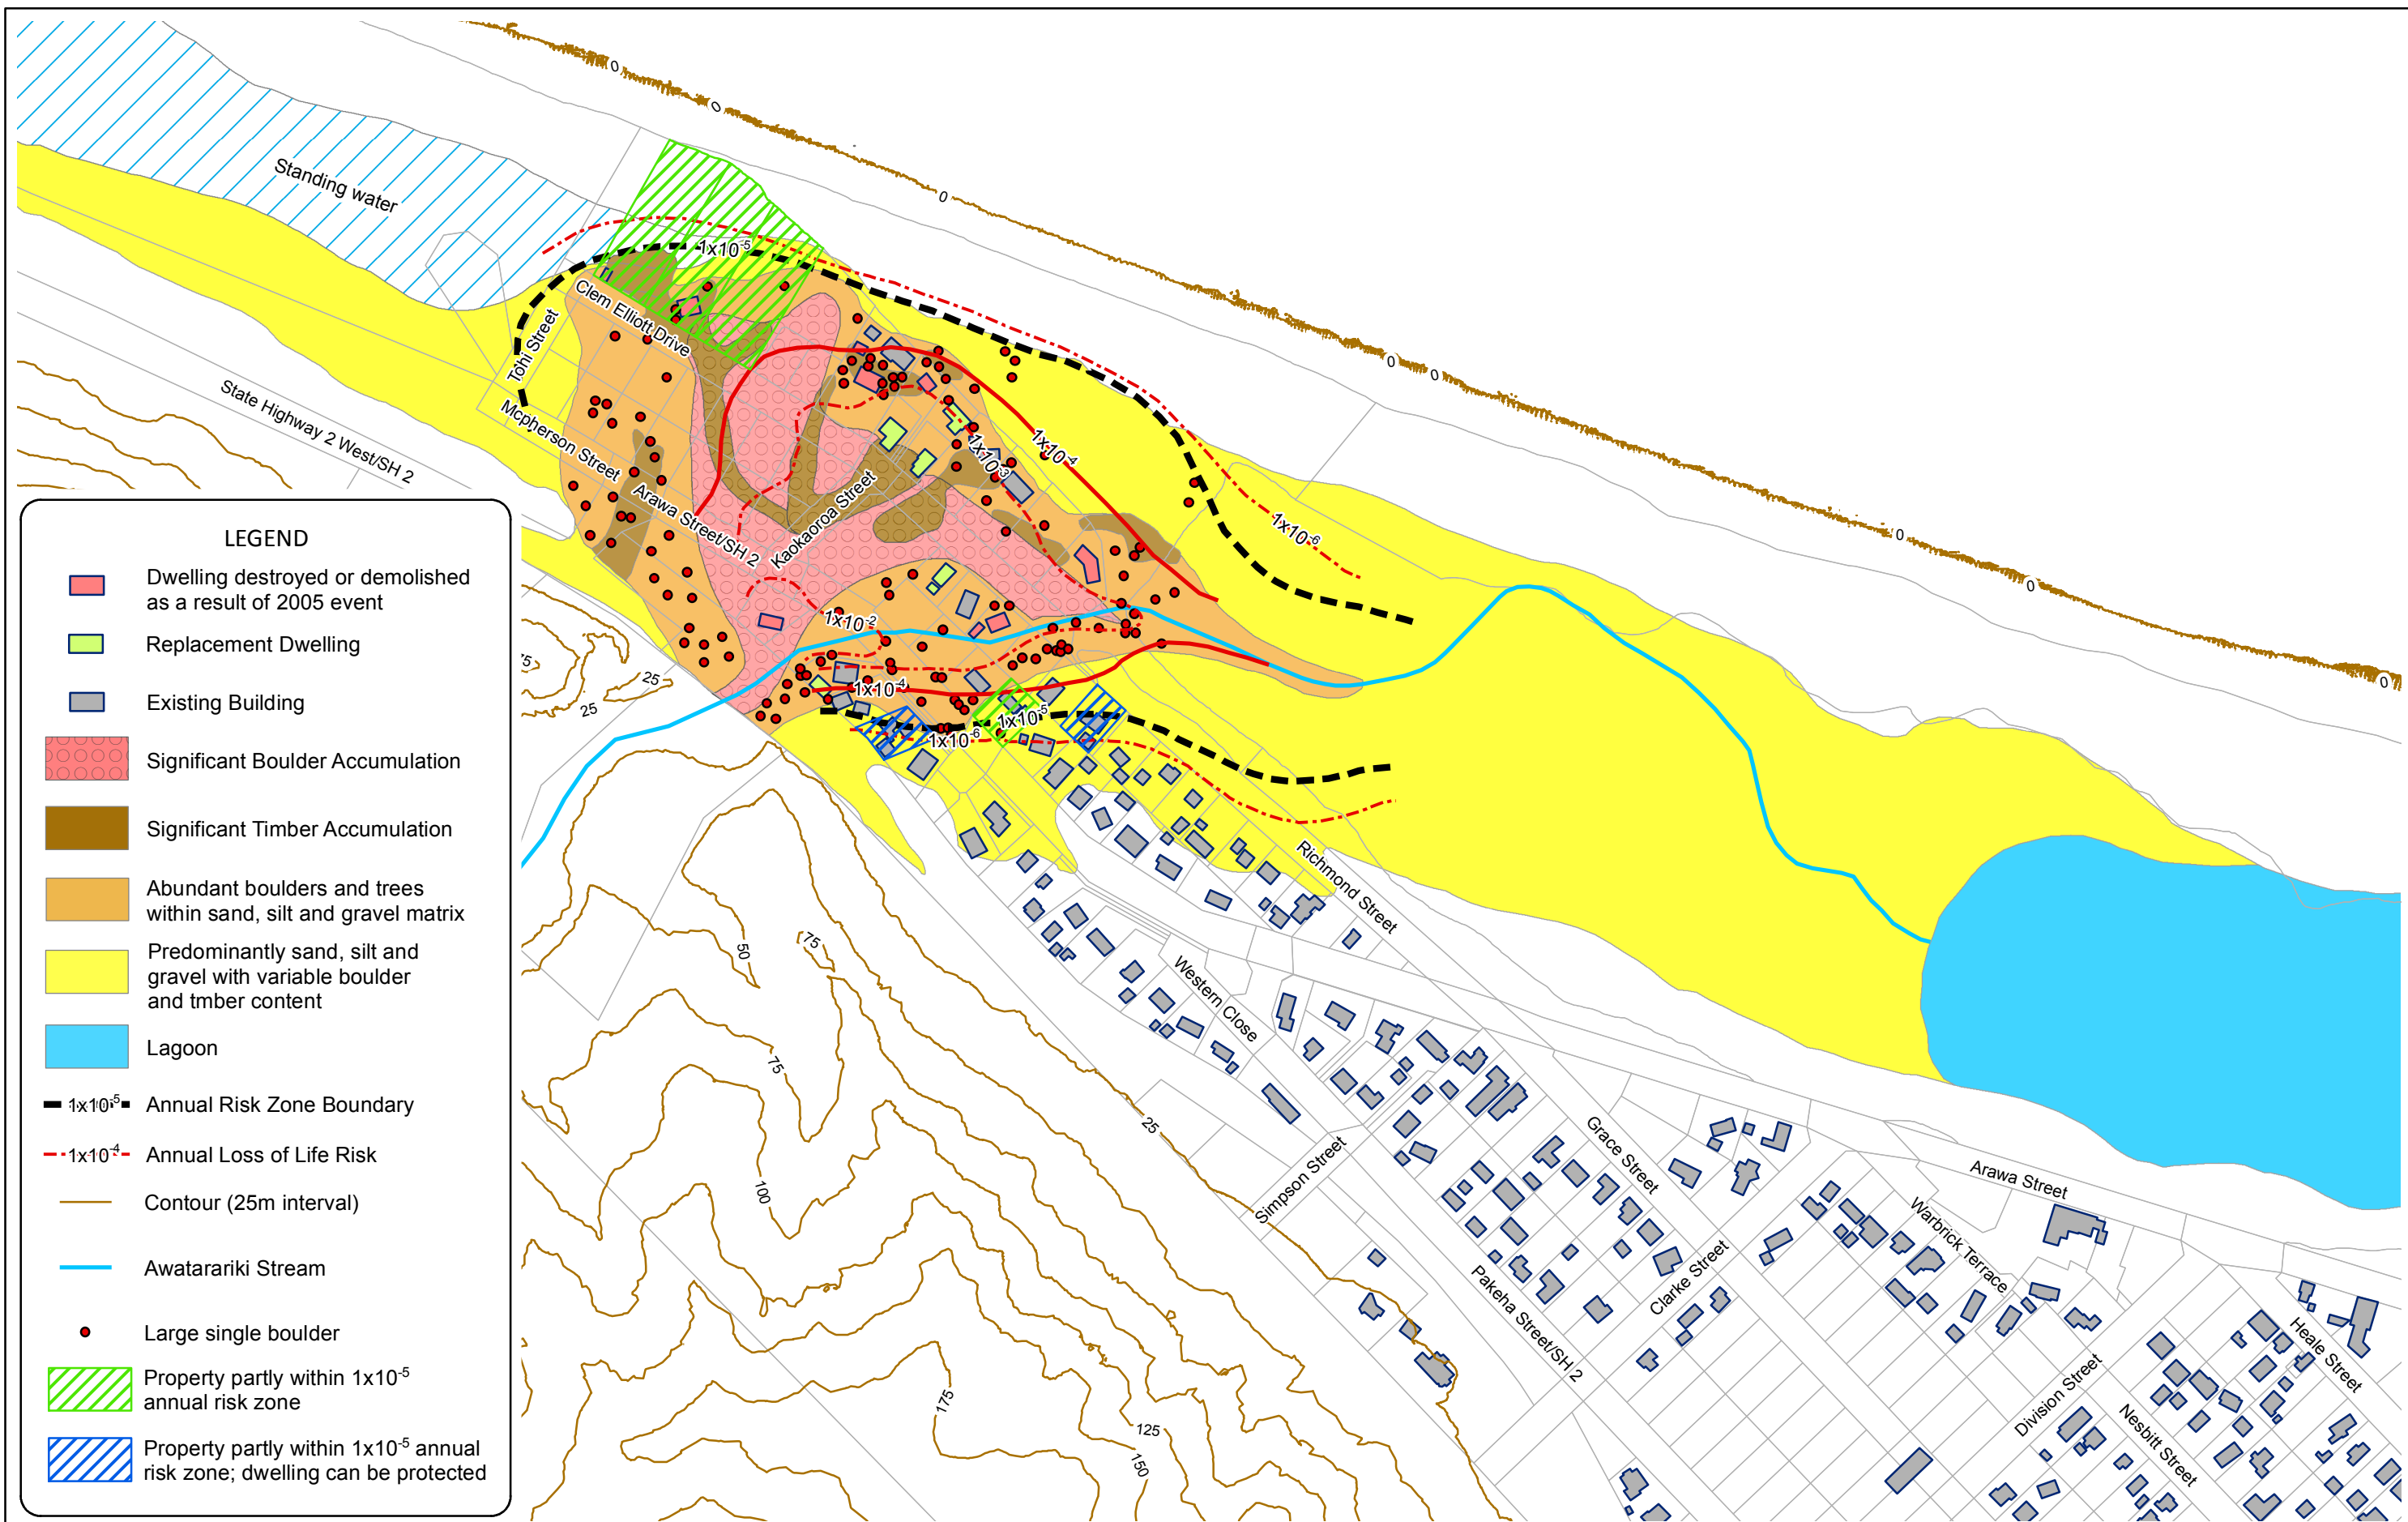 0
0
0
Standing water
1x10-5
Clem Elliott Drive
Tohi Street
0
0
0
State Highway 2 West/SH 2
Mcpherson Street
1x10-3
1x10-4
Arawa Street/SH 2
Kaokaoroa Street
1x10-6
0
0
0
1x10-2
1x10-4
1x10-5
1x10-6
75
25
25
LEGEND
Dwelling destroyed or demolished
as a result of 2005 event
Replacement Dwelling
Existing Building
Significant Boulder Accumulation
Significant Timber Accumulation
Abundant boulders and trees
within sand, silt and gravel matrix
Predominantly sand, silt and
gravel with variable boulder
and tmber content
Lagoon
1x10-5
Annual Risk Zone Boundary
1x10-4
Annual Loss of Life Risk
Contour (25m interval)
Awatarariki Stream
Large single boulder
Property partly within 1x10-5
annual risk zone
Property partly within 1x10-5 annual
risk zone; dwelling can be protected
Richmond Street
50
75
Western Close
75
25
100
Simpson Street
Grace Street
Arawa Street
Warbrick Terrace
Clarke Street
Pakeha Street/SH 2
Heale Street
Division Street
Nesbitt Street
175
125
150